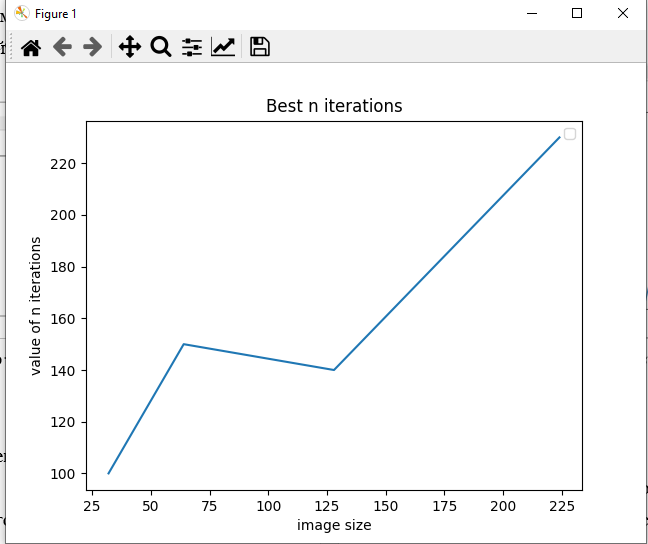 Figure 1
Best n iterations
value of n iterations
220
200
180
160
140
120
100
25 50 75 100 125 150 175 200 225
image size